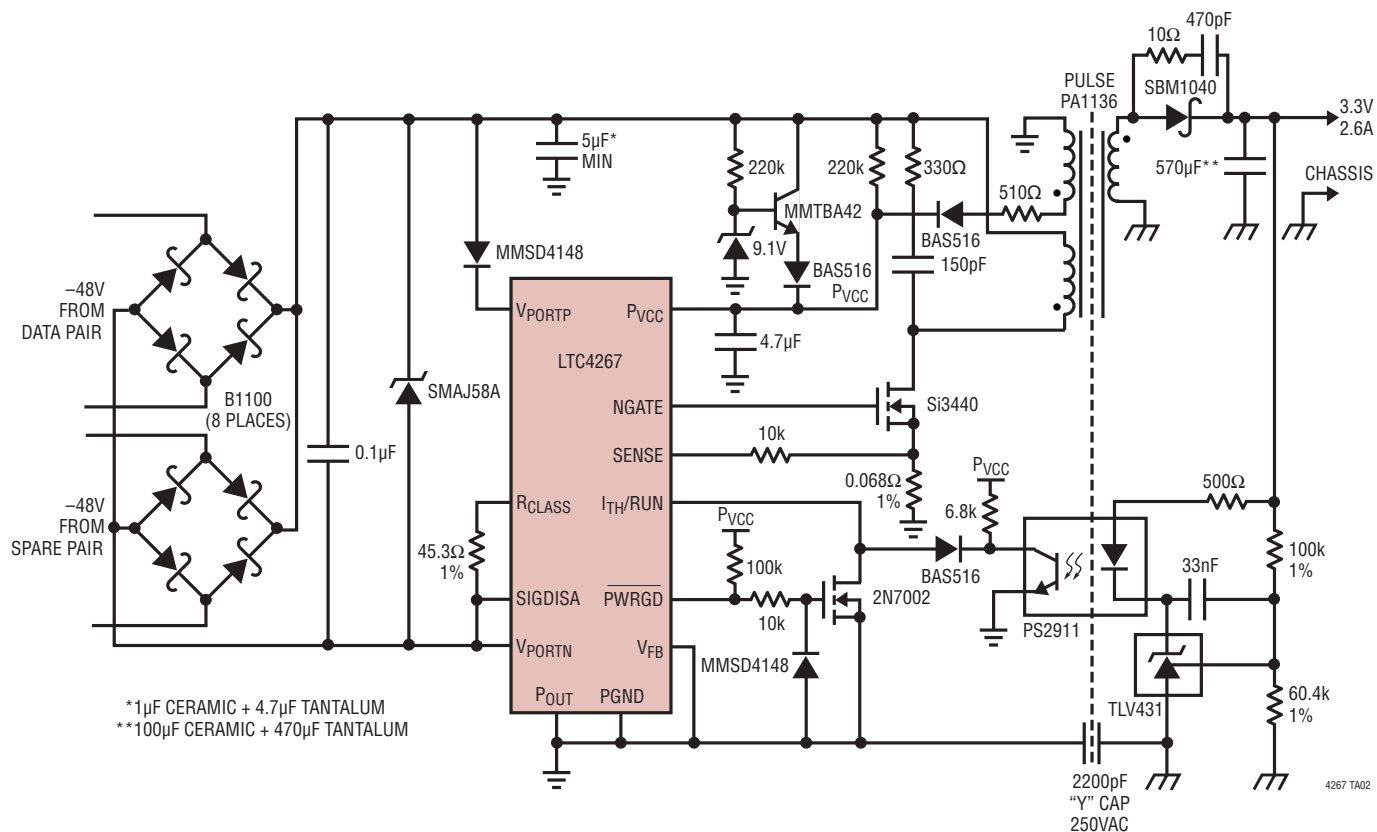 470pF
10Ω
SBM1040
PULSE
PA1136
3.3V
2.6A
5µF*
MIN
220k
220k
330Ω
510Ω
570µF**
CHASSIS
MMTBA42
BAS516
MMSD4148
9.1V
BAS516
PVCC
150pF
–48V
FROM
DATA PAIR
VPORTP
PVCC
LTC4267
4.7µF
SMAJ58A
B1100
(8 PLACES)
NGATE
Si3440
0.1µF
10k
SENSE
0.068Ω
1%
PVCC
500Ω
–48V
FROM
SPARE PAIR
RCLASS
ITH/RUN
6.8k
PVCC
45.3Ω
1%
100k
BAS516
33nF
100k
1%
SIGDISA
PWRGD
10k
2N7002
PS2911
VPORTN
VFB
MMSD4148
POUT
PGND
TLV431
60.4k
1%
*1µF CERAMIC + 4.7µF TANTALUM
**100µF CERAMIC + 470µF TANTALUM
2200pF
“Y” CAP
250VAC
4267 TA02